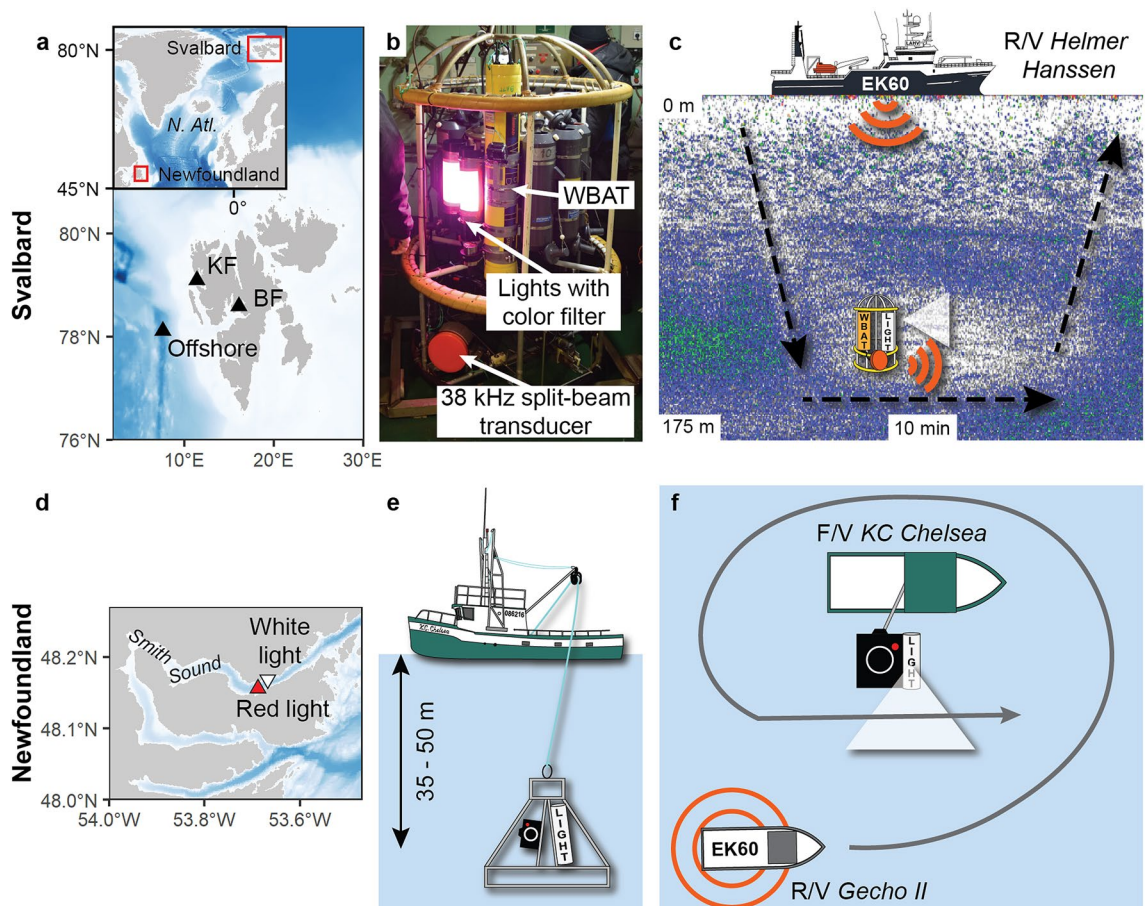 a
80°N
Svalbard
N. Atl.
Newfoundland
45°N
0°
80°N
KF
BF
78°N
Offshore
76°N
10°E
20°E
30°E
Svalbard
b
10
WBAT
Lights with
color filter
38 kHz split-beam
transducer
c
R/V Helmer
Hanssen
EK60
0 m
WBAT
LIGHT
175 m
10 min
d
48.2°N
Smith
Sound
White
light
Red light
48.1°N
48.0°N
54.0°W
53.8°W
53.6°W
Newfoundland
e
086216
KC Chelsea
35 - 50 m
LIGHT
f
F/V KC Chelsea
LIGHT
EK60
R/V Gecho II